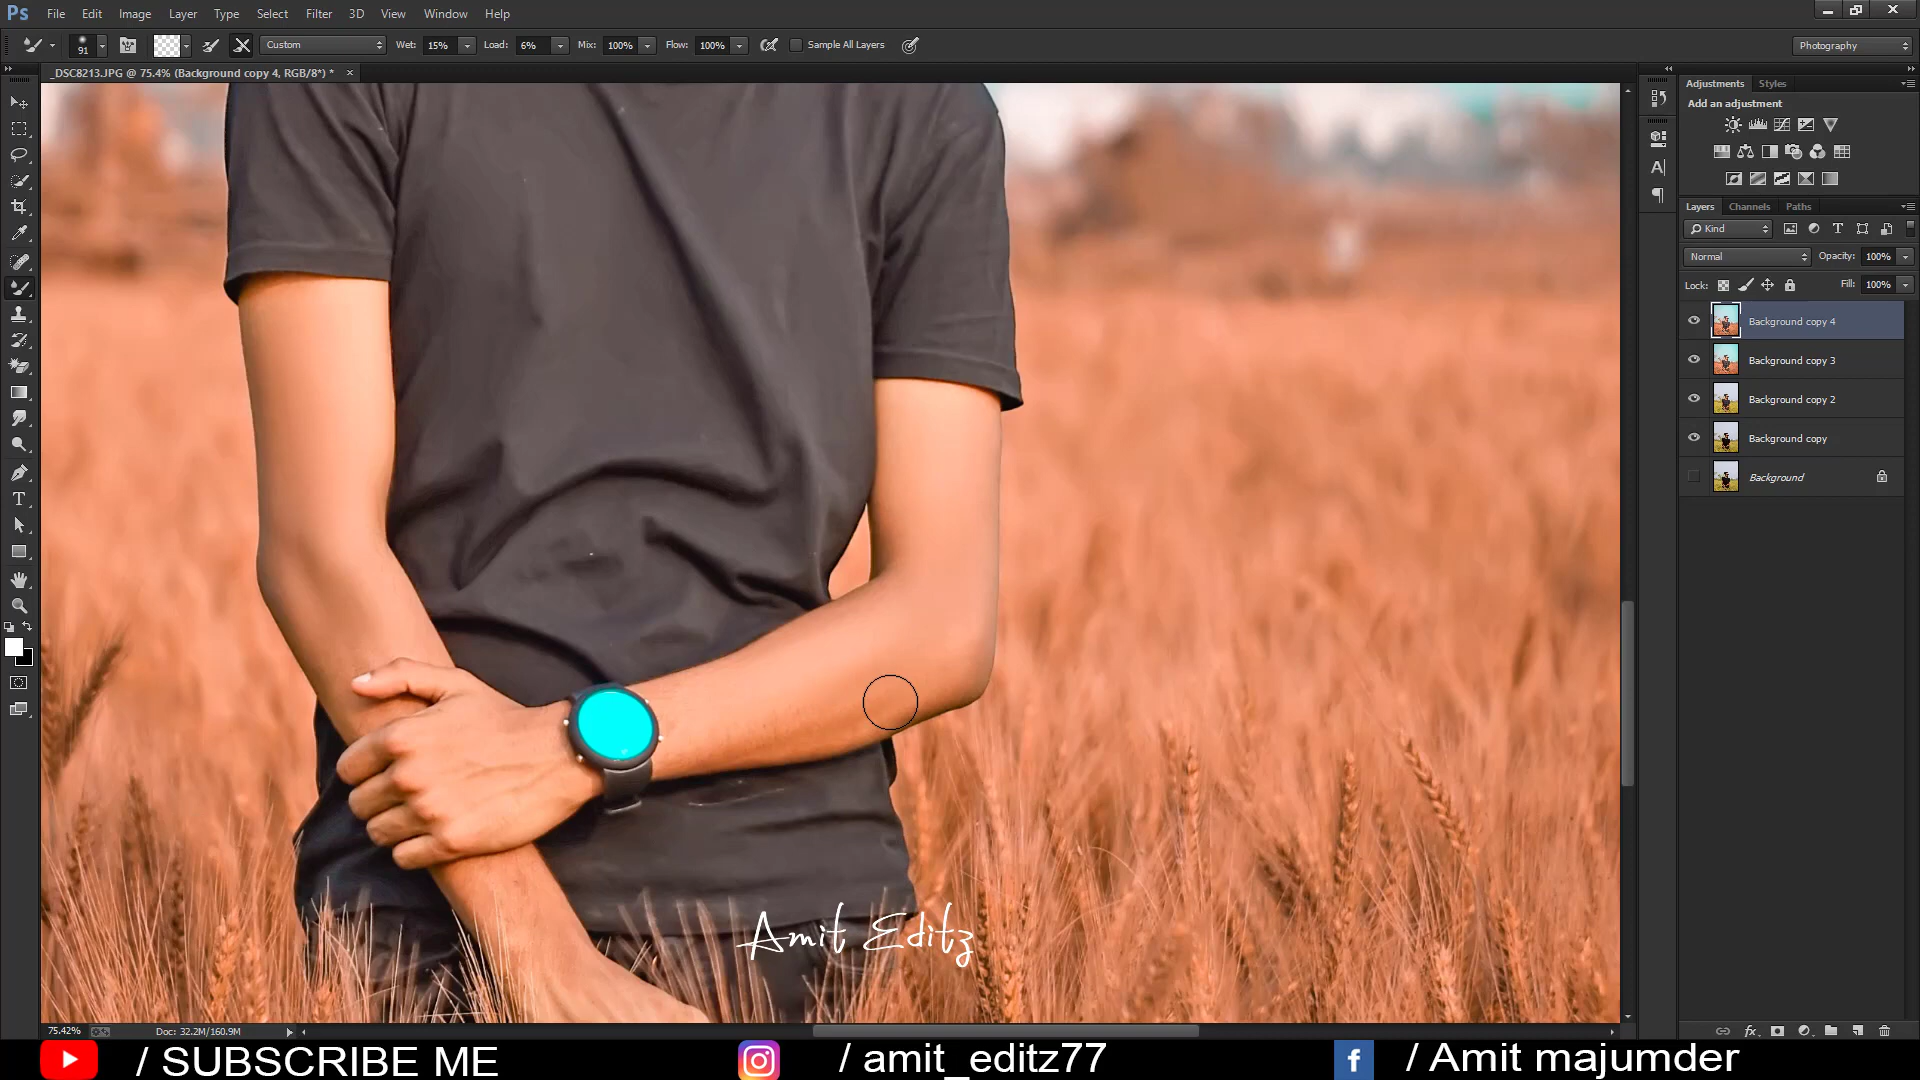 Ps File Edit Image Layer Type Select Filter 3D View Window Help
91 Custom Wet: 15% Load: 6% Mix: 100% Flow: 100% Sample All Layers Photography
_DSC8213.JPG @ 75.4% (Background copy 4, RGB/8*) *
Adjustments Styles
Add an adjustment
Layers Channels Paths
Kind
Normal Opacity: 100%
Lock: Fill: 100%
Background copy 4
Background copy 3
Background copy 2
Background copy
Background
Amit Editz
75.42% Doc: 32.2M/160.9M
/ SUBSCRIBE ME / amit_editz77 / Amit majumder